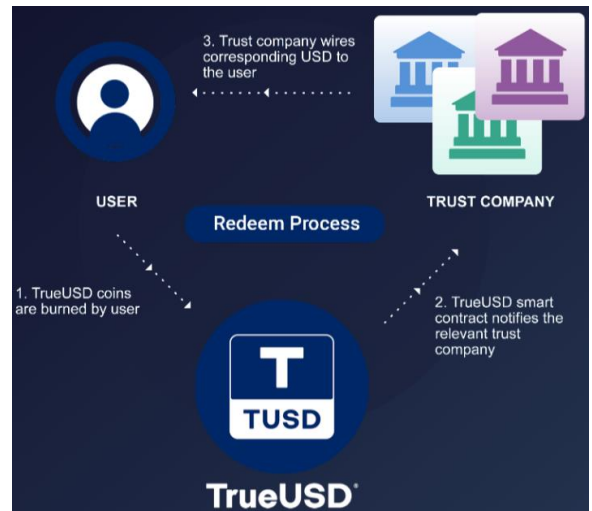 3. Trust company wires
corresponding USD to
the user
USER
TRUST COMPANY
Redeem Process
1. TrueUSD coins
are burned by user
2. TrueUSD smart
contract notifies the
relevant trust
company
T
TUSD
TrueUSD®